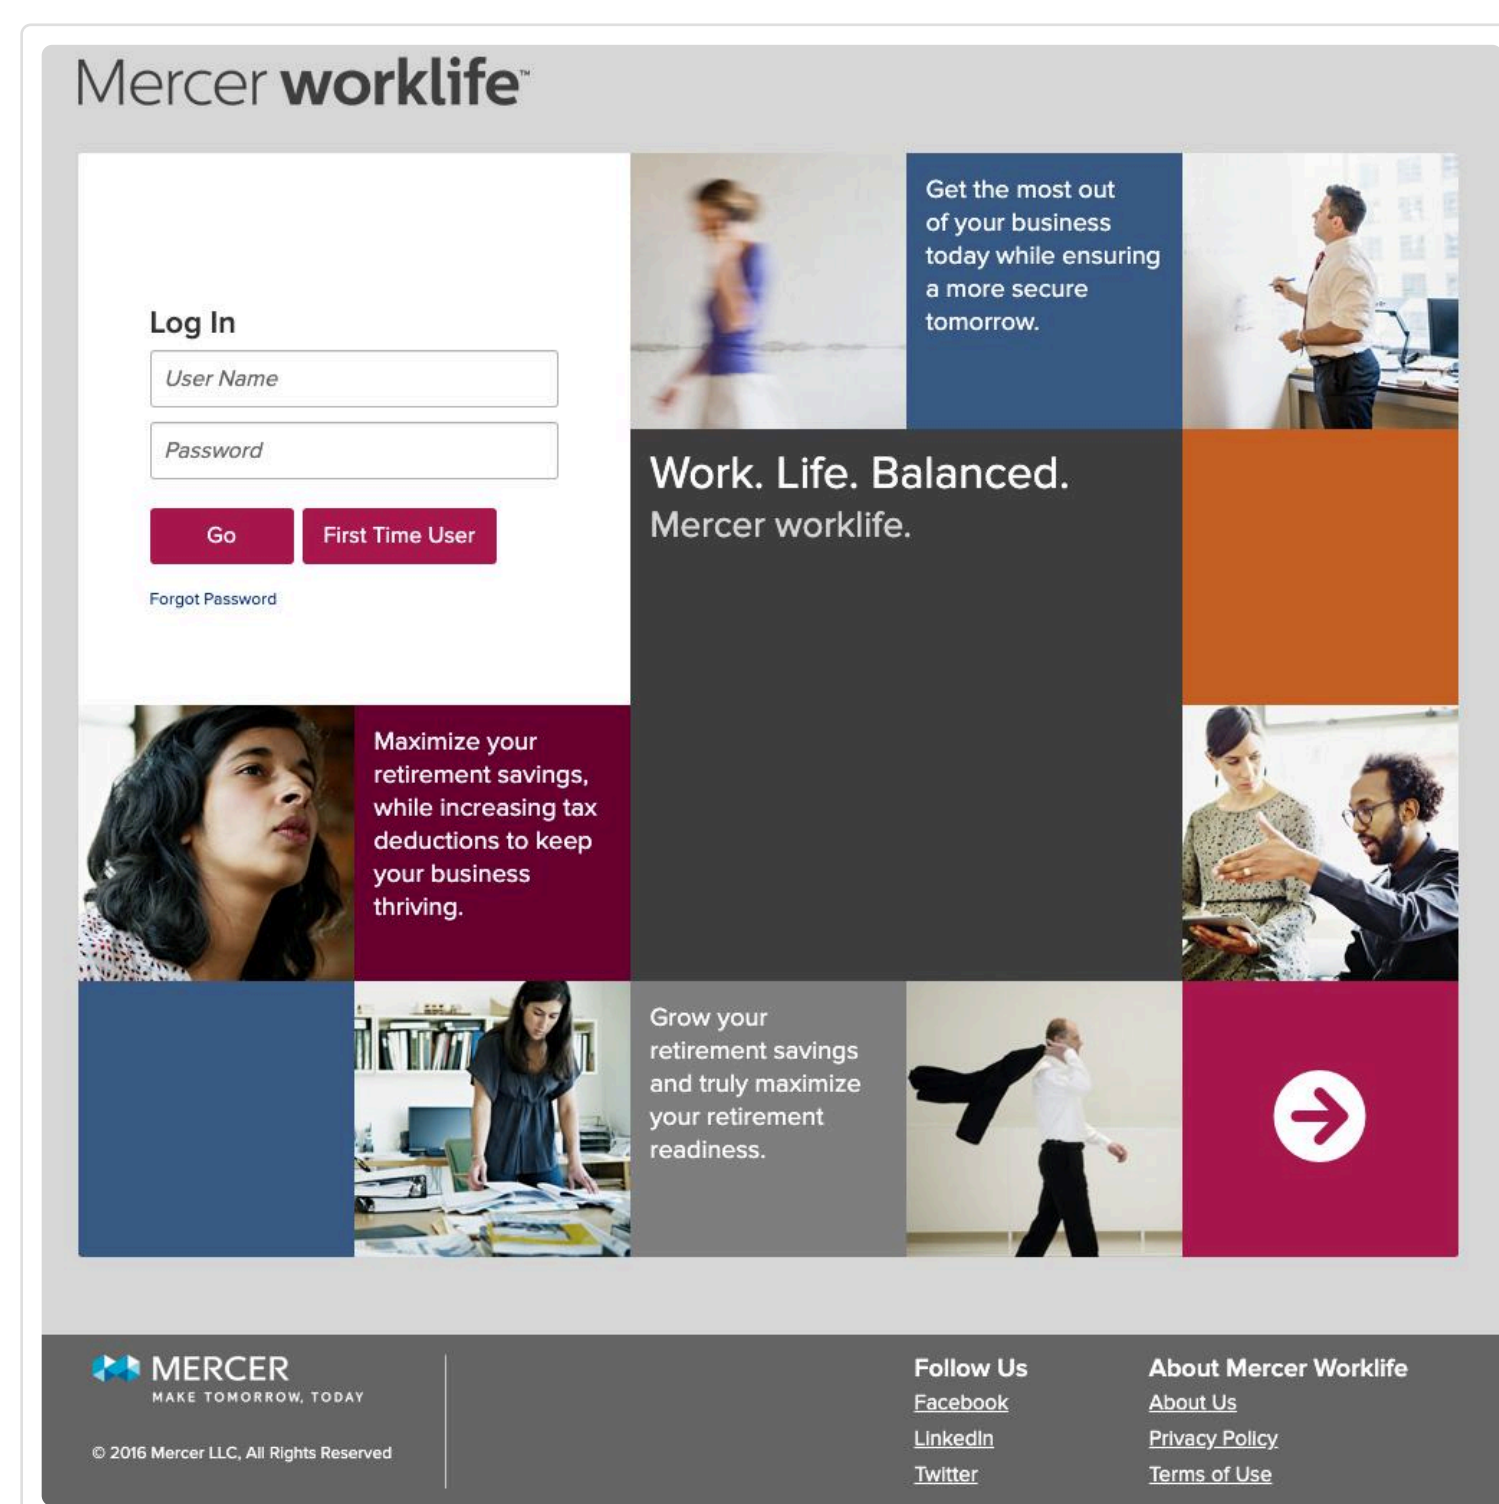 Mercer worklife™
Log In
User Name
Password
Go
First Time User
Forgot Password
Get the most out
of your business
today while ensuring
a more secure
tomorrow.
Work. Life. Balanced.
Mercer worklife.
Maximize your
retirement savings,
while increasing tax
deductions to keep
your business
thriving.
Grow your
retirement savings
and truly maximize
your retirement
readiness.
MERCER
MAKE TOMORROW, TODAY
© 2016 Mercer LLC, All Rights Reserved
Follow Us
Facebook
LinkedIn
Twitter
About Mercer Worklife
About Us
Privacy Policy
Terms of Use